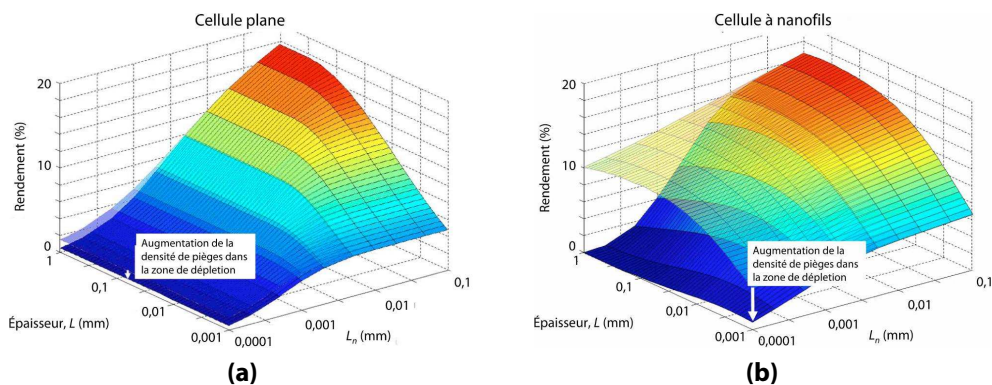 Cellule plane
20
10
0
Rendement (%)
Augmentation de la
densité de pièges dans
la zone de dépletion
1
0,1
0,01
0,001
Épaisseur, L (mm)
0,0001
0,001
0,01
0,1
Lₙ (mm)
(a)
Cellule à nanofils
20
10
0
Rendement (%)
Augmentation de la
densité de pièges dans
la zone de dépletion
1
0,1
0,01
0,001
Épaisseur, L (mm)
0,0001
0,001
0,01
0,1
Lₙ (mm)
(b)